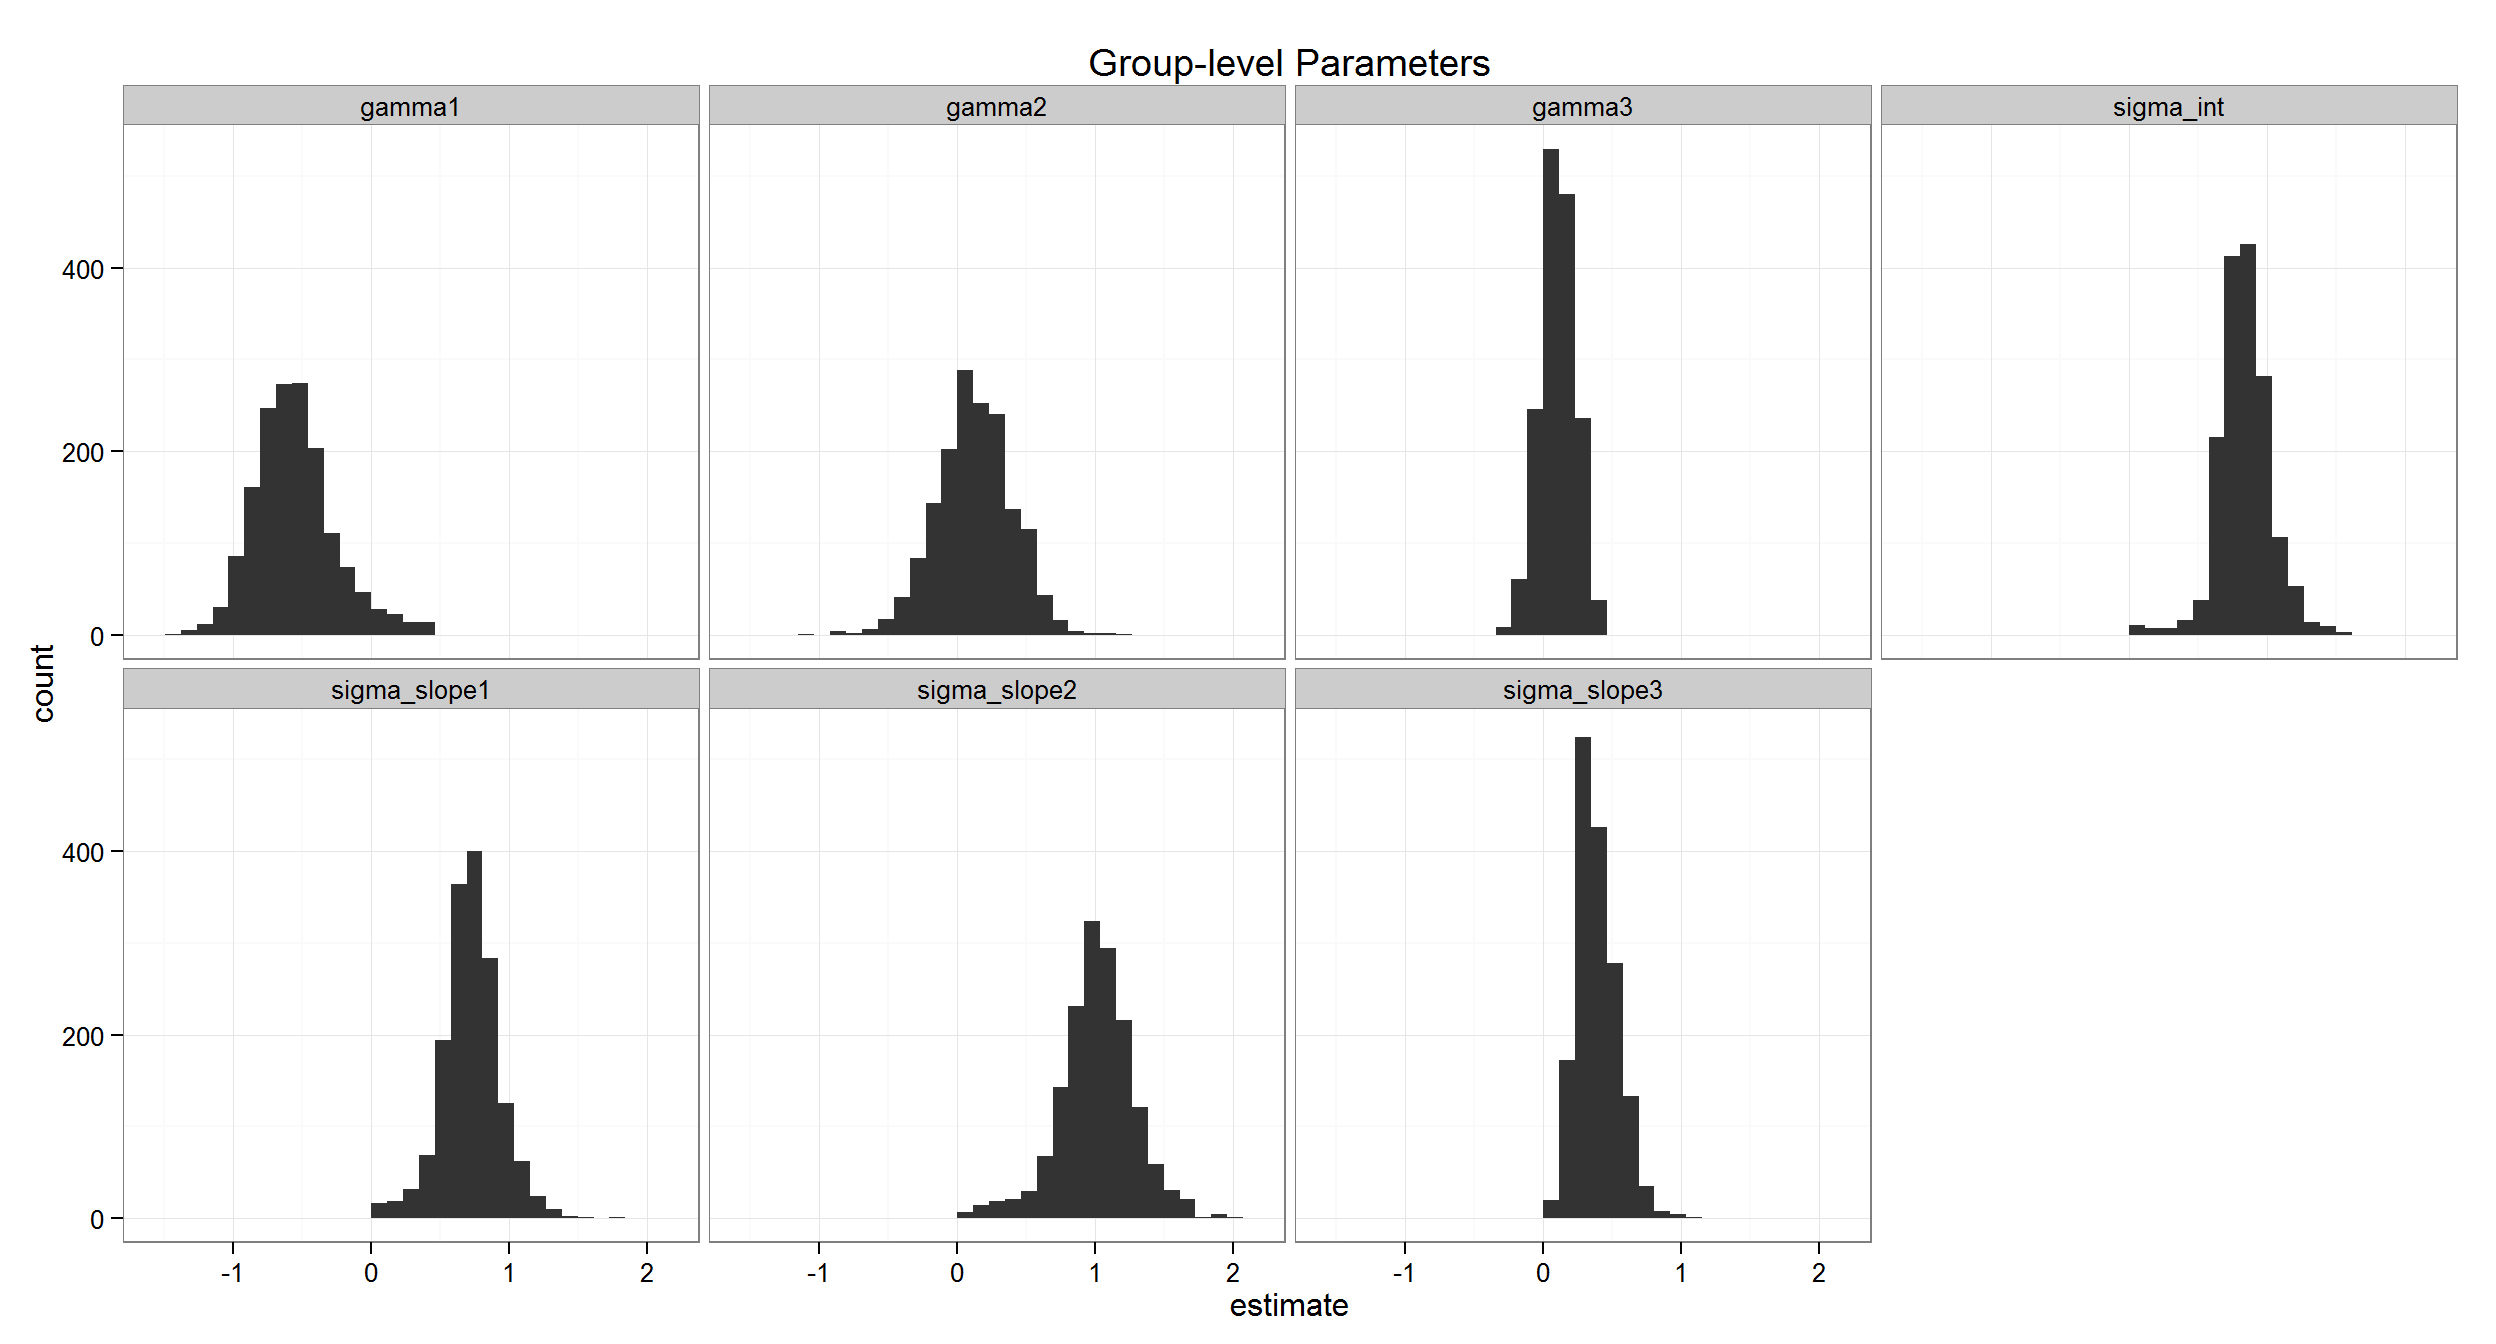 Group-level Parameters
gamma1
gamma2
gamma3
sigma_int
400
200
0
count
sigma_slope1
sigma_slope2
sigma_slope3
400
200
0
-1 0 1 2
-1 0 1 2
-1 0 1 2
estimate